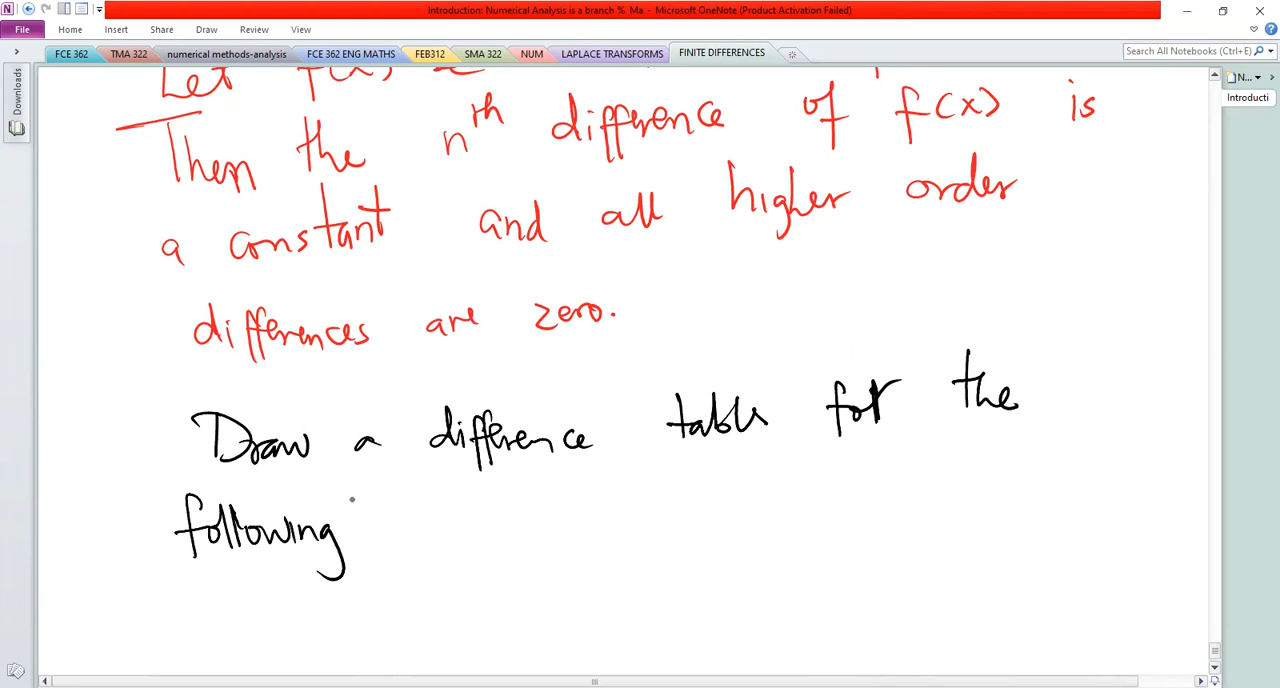 Introduction: Numerical Analysis is a branch %. Ma - Microsoft OneNote (Product Activation Failed)
File Home Insert Share Draw Review View
FCE 362 TMA 322 numerical methods-analysis FCE 362 ENG MATHS FEB312 SMA 322 NUM LAPLACE TRANSFORMS FINITE DIFFERENCES Search All Notebooks (Ctrl+E)
Downloads
N...
Introducti
Let
Then the nth difference of f(x) is
a constant and all higher order
differences are zero.
Draw a difference table for the
following